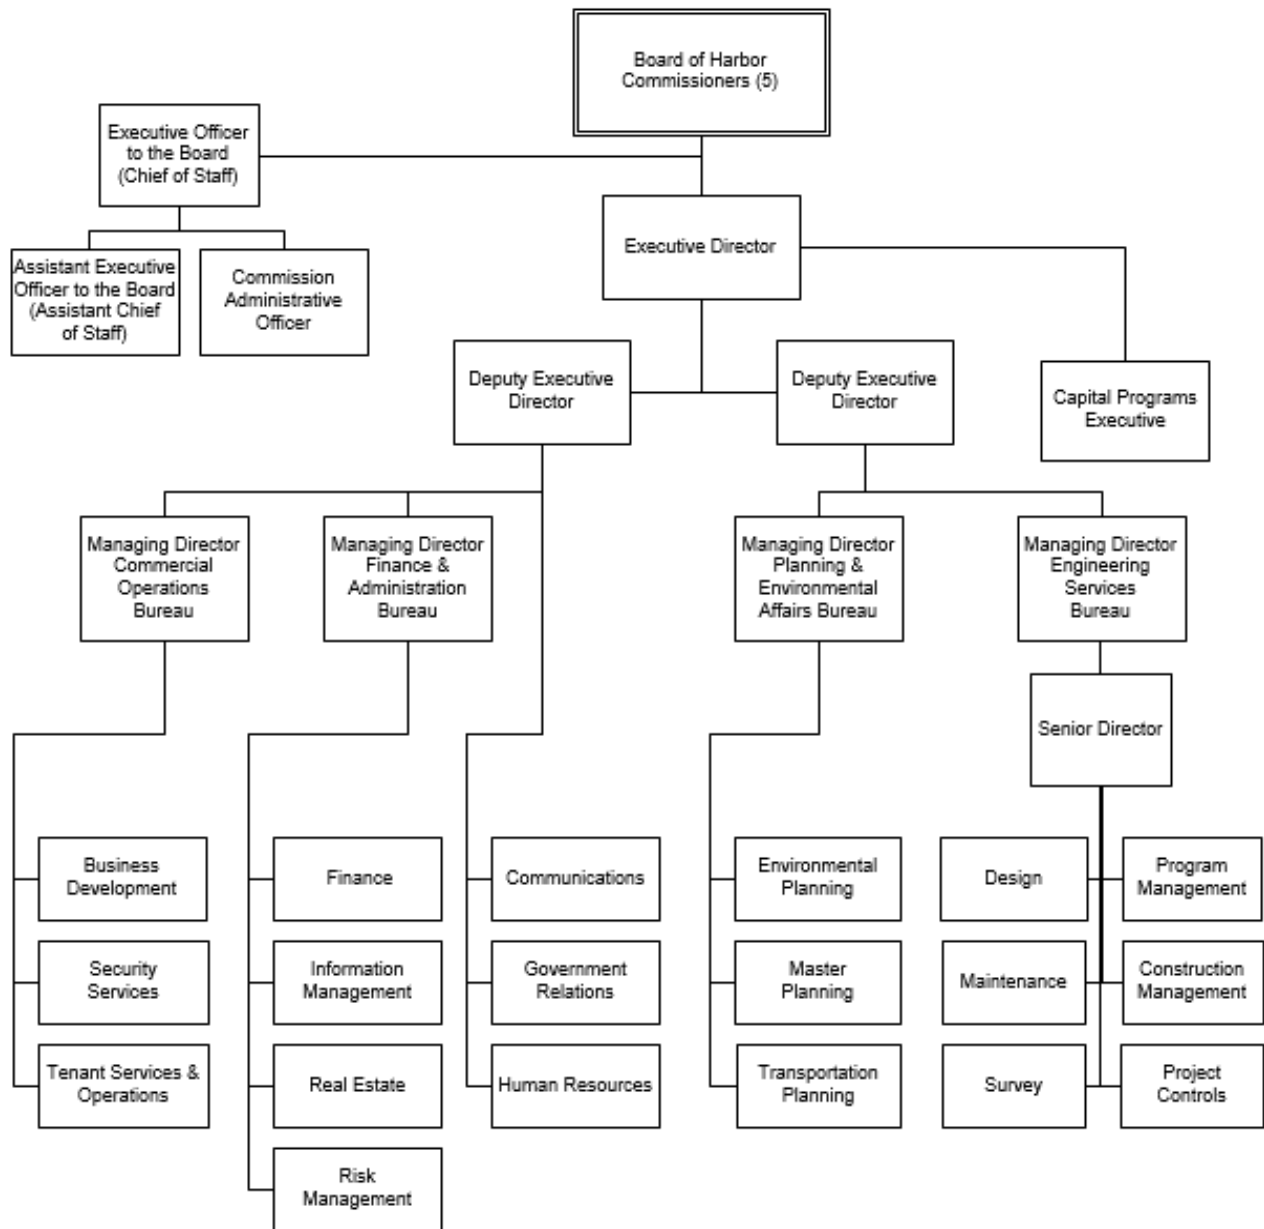 Board of Harbor
Commissioners (5)
Executive Officer
to the Board
(Chief of Staff)
Executive Director
Assistant Executive
Officer to the Board
(Assistant Chief
of Staff)
Commission
Administrative
Officer
Deputy Executive
Director
Deputy Executive
Director
Capital Programs
Executive
Managing Director
Commercial
Operations
Bureau
Managing Director
Finance &
Administration
Bureau
Managing Director
Planning &
Environmental
Affairs Bureau
Managing Director
Engineering
Services
Bureau
Senior Director
Business
Development
Finance
Communications
Environmental
Planning
Design
Program
Management
Security
Services
Information
Management
Government
Relations
Master
Planning
Maintenance
Construction
Management
Tenant Services &
Operations
Real Estate
Human Resources
Transportation
Planning
Survey
Project
Controls
Risk
Management